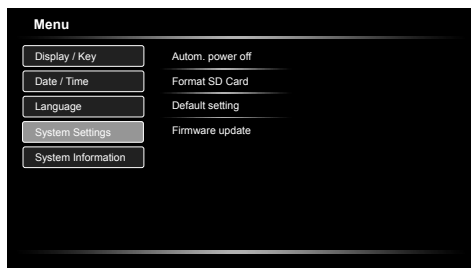 Menu
Display / Key
Autom. power off
Date / Time
Format SD Card
Language
Default setting
System Settings
Firmware update
System Information